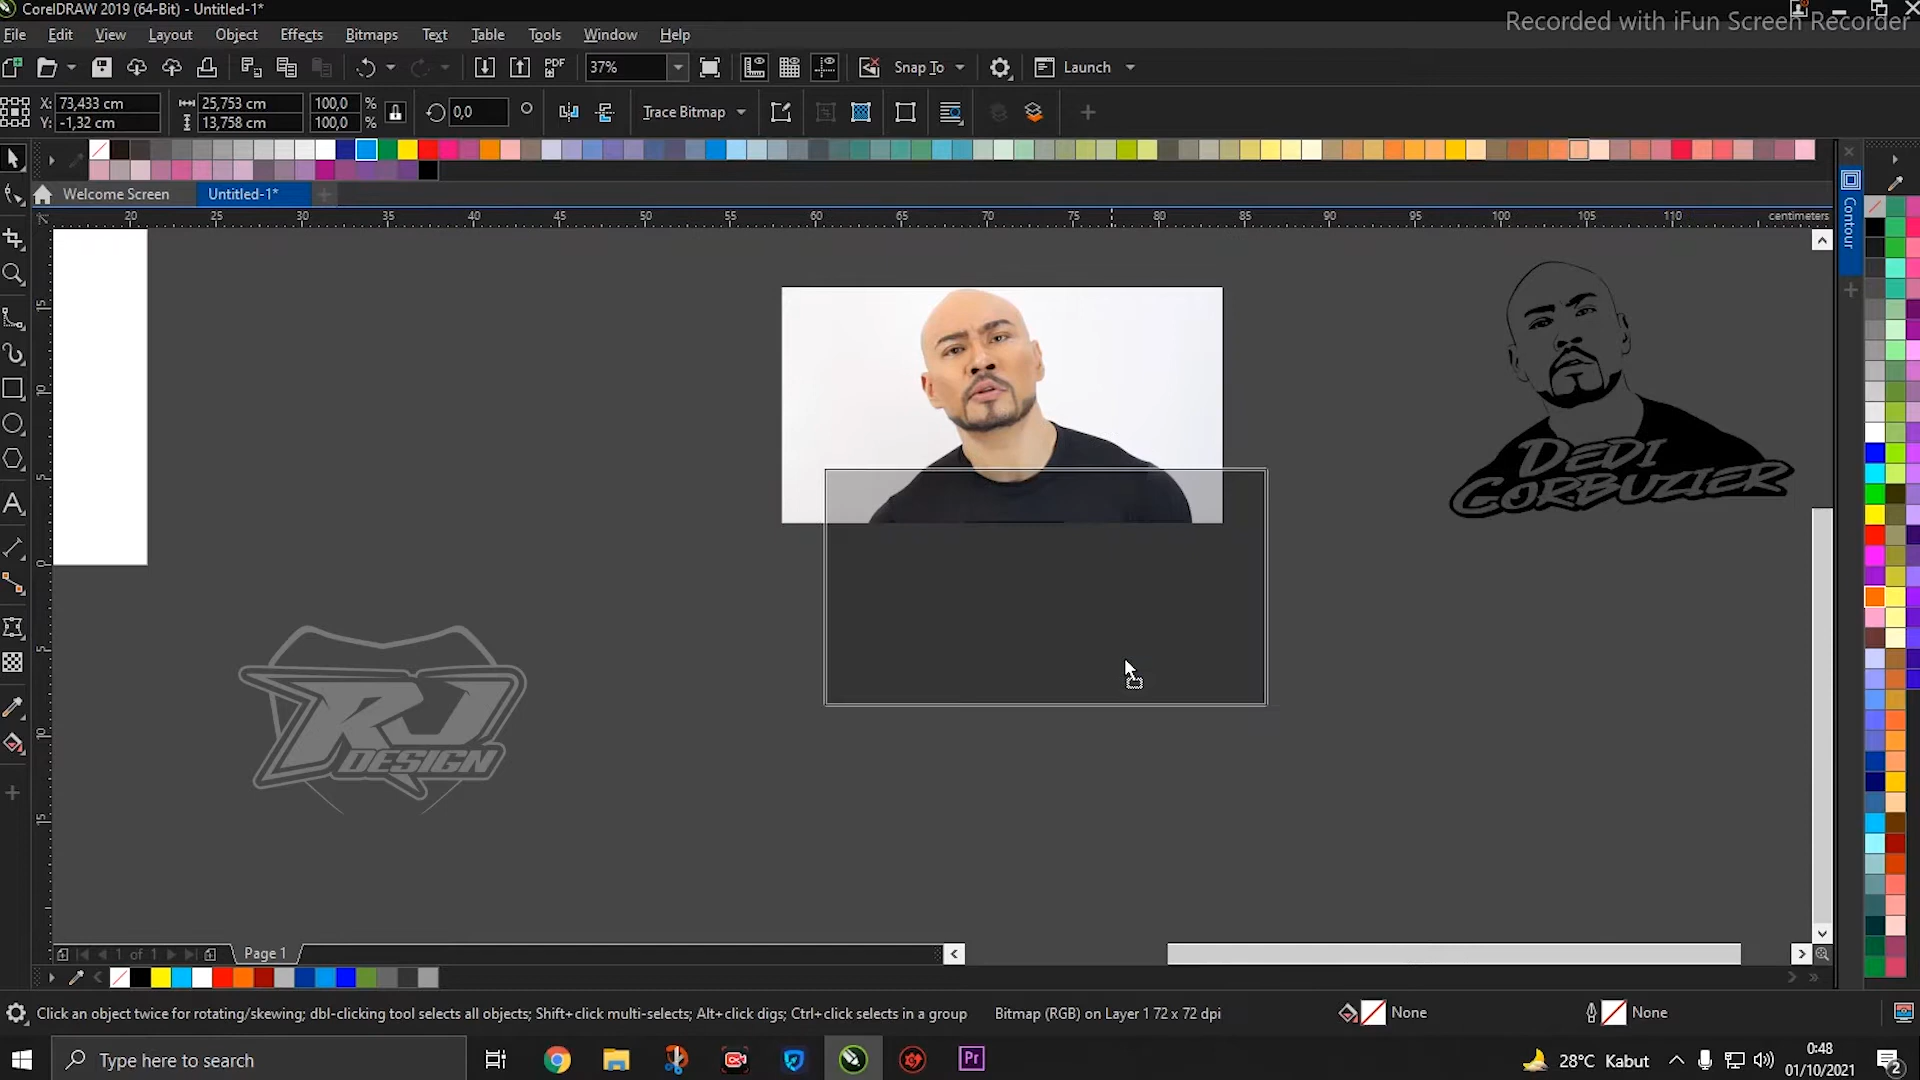 CorelDRAW 2019 (64-Bit) - Untitled-1*
Recorded with iFun Screen Recorder
File Edit View Layout Object Effects Bitmaps Text Table Tools Window Help
PDF 37% Snap To Launch
X: 73,433 cm 25,753 cm 100,0 % 0,0 ° Trace Bitmap
Y: -1,32 cm 13,758 cm 100,0 %
Welcome Screen Untitled-1*
20 25 30 35 40 45 50 55 60 65 70 75 80 85 90 95 100 105 110 centimeters
Contour
DEDI
CORBUZIER
RJ
DESIGN
1 of 1 Page 1
Click an object twice for rotating/skewing; dbl-clicking tool selects all objects; Shift+click multi-selects; Alt+click digs; Ctrl+click selects in a group Bitmap (RGB) on Layer 1 72 x 72 dpi None None
Type here to search Pr 28°C Kabut 0:48
01/10/2021 2